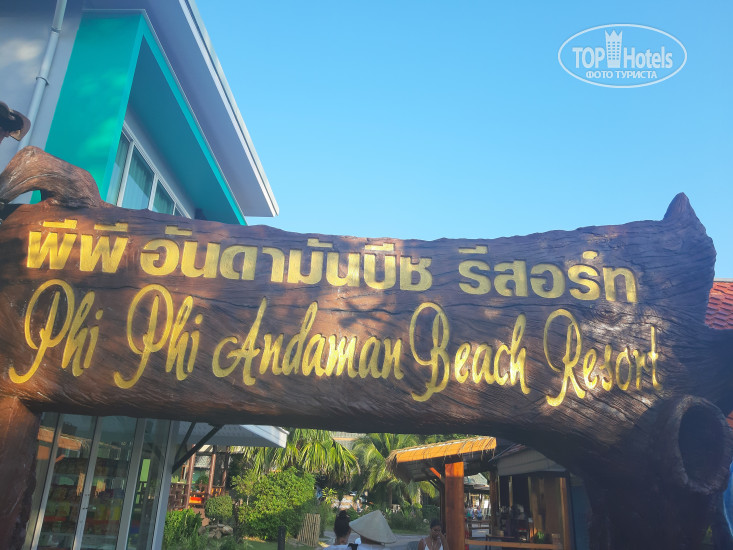 TOP Hotels
ФОТО ТУРИСТА
พีพี อันดามันบีช รีสอร์ท
Phi Phi Andaman Beach Resort